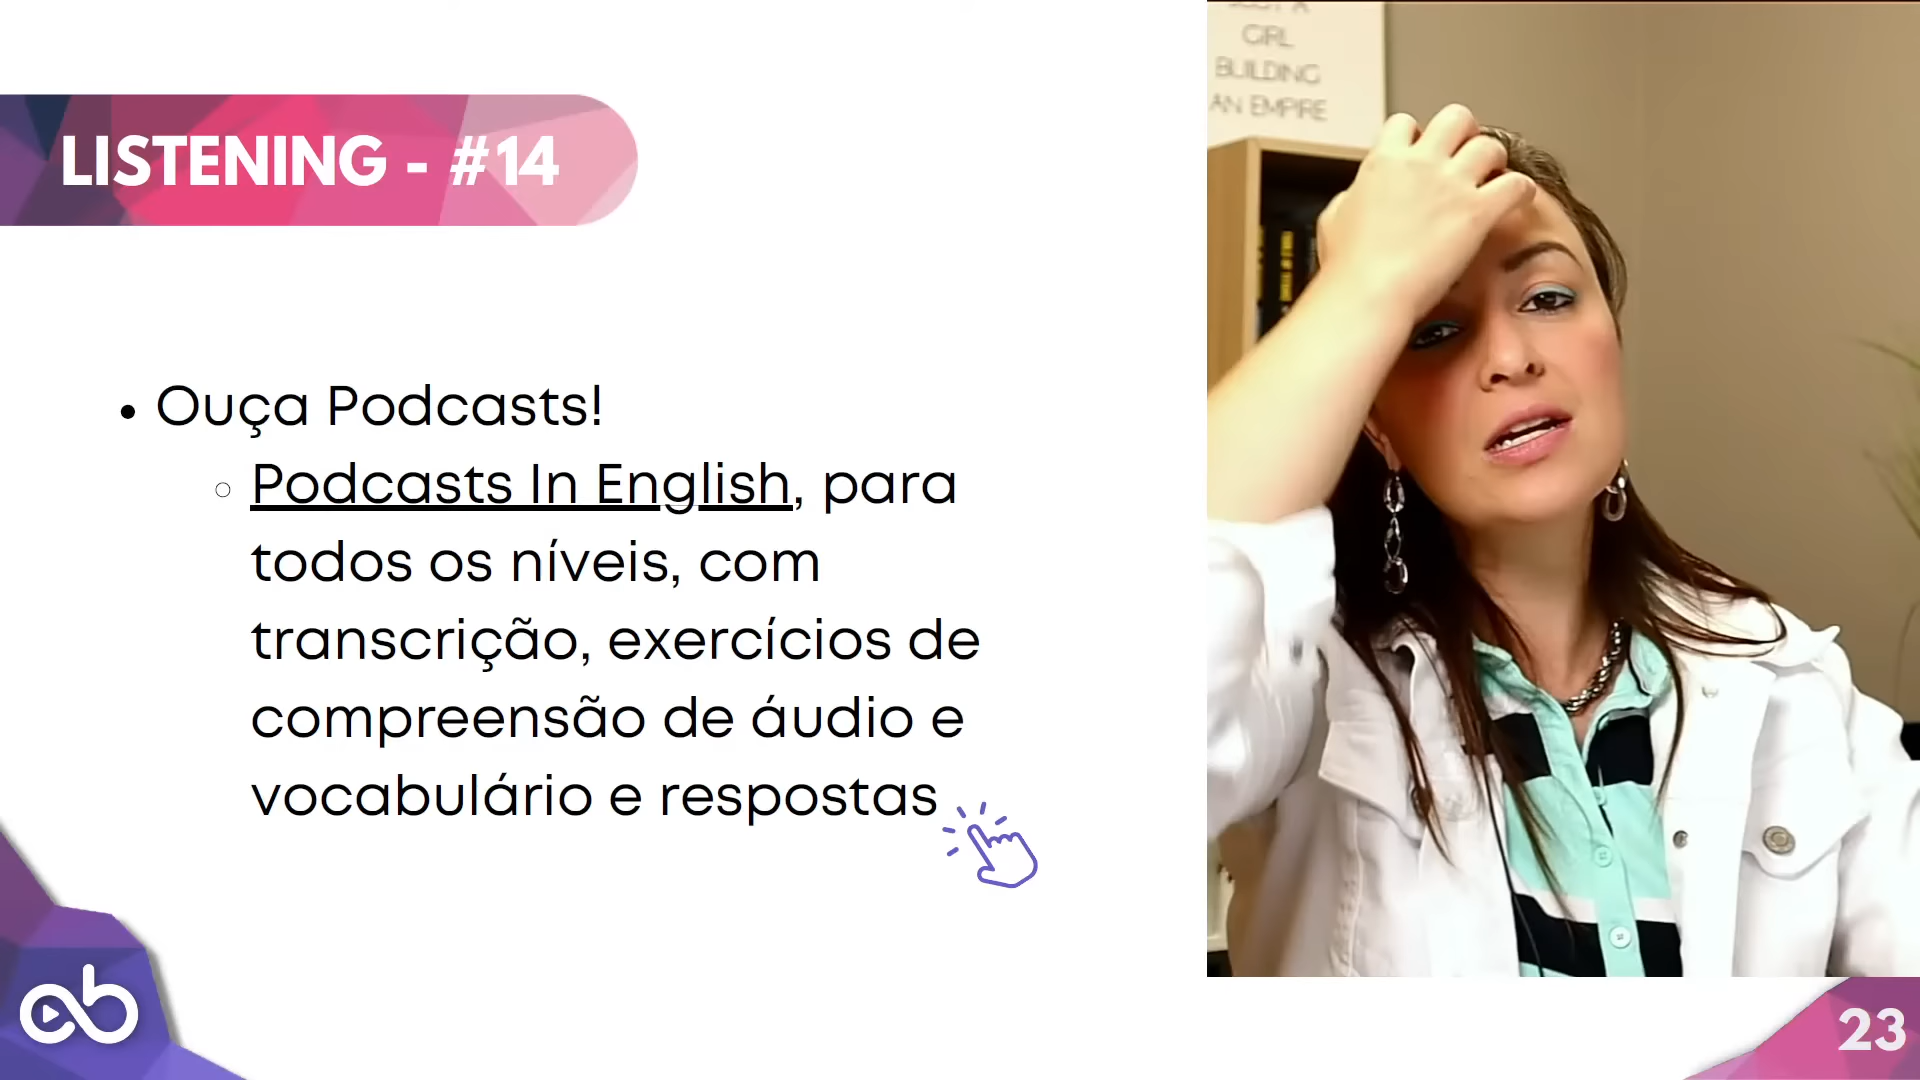 LISTENING - #14
GIRL
BUILDING
AN EMPIRE
Ouça Podcasts!
Podcasts In English, para
todos os níveis, com
transcrição, exercícios de
compreensão de áudio e
vocabulário e respostas
23